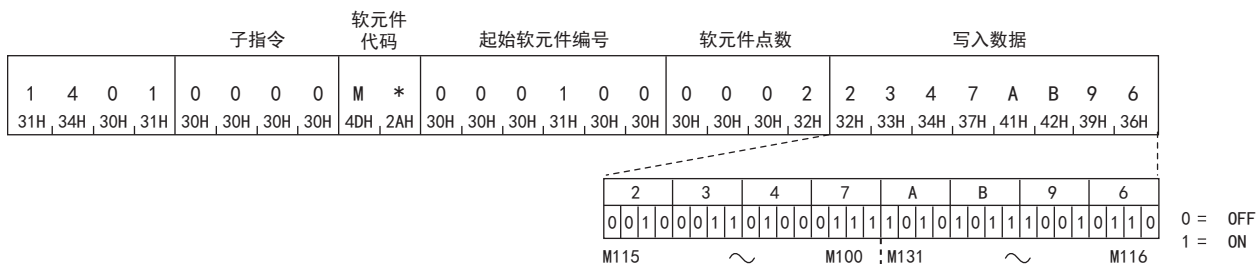 子指令 软元件代码 起始软元件编号 软元件点数 写入数据
1 4 0 1 0 0 0 0 M * 0 0 0 1 0 0 0 0 0 2 2 3 4 7 A B 9 6
31H 34H 30H 31H 30H 30H 30H 30H 4DH 2AH 30H 30H 30H 31H 30H 30H 30H 30H 30H 32H 32H 33H 34H 37H 41H 42H 39H 36H
2 3 4 7 A B 9 6
0 0 1 0 0 0 1 1 0 1 0 0 0 1 1 1 1 0 1 0 1 0 1 1 1 0 0 1 0 1 1 0
0 = OFF
1 = ON
M115 ~ M100 M131 ~ M116